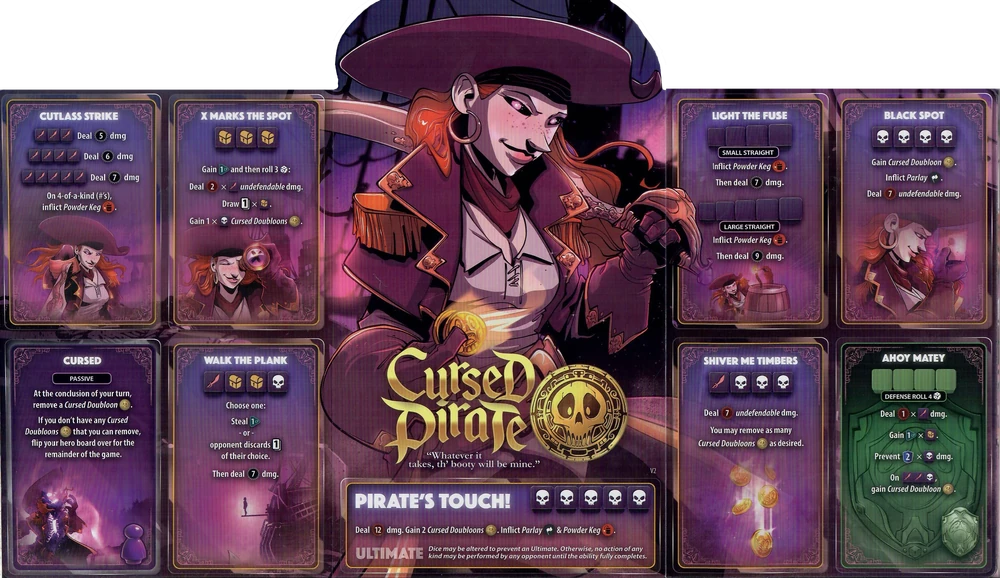 CUTLASS STRIKE
Deal 5 dmg
Deal 6 dmg
Deal 7 dmg
On 4-of-a-kind (#'s),
inflict Powder Keg.
X MARKS THE SPOT
Gain 1 and then roll 3:
Deal 2 × undefendable dmg.
Draw 1 × .
Gain 1 × Cursed Doubloons.
LIGHT THE FUSE
SMALL STRAIGHT
Inflict Powder Keg.
Then deal 7 dmg.
LARGE STRAIGHT
Inflict Powder Keg.
Then deal 9 dmg.
BLACK SPOT
Gain Cursed Doubloon.
Inflict Parlay.
Deal 7 undefendable dmg.
CURSED
PASSIVE
At the conclusion of your turn,
remove a Cursed Doubloon.
If you don't have any Cursed
Doubloons that you can remove,
flip your hero board over for the
remainder of the game.
WALK THE PLANK
Choose one:
Steal 1
- or -
opponent discards 1
of their choice.
Then deal 7 dmg.
Cursed
Pirate
"Whatever it
takes, th' booty will be mine."
V2
PIRATE'S TOUCH!
Deal 12 dmg. Gain 2 Cursed Doubloons. Inflict Parlay & Powder Keg.
ULTIMATE
Dice may be altered to prevent an Ultimate. Otherwise, no action of any
kind may be performed by any opponent until the ability fully completes.
SHIVER ME TIMBERS
Deal 7 undefendable dmg.
You may remove as many
Cursed Doubloons as desired.
AHOY MATEY
DEFENSE ROLL 4
Deal 1 × dmg.
Gain 1 × .
Prevent 2 × dmg.
On ,
gain Cursed Doubloon.